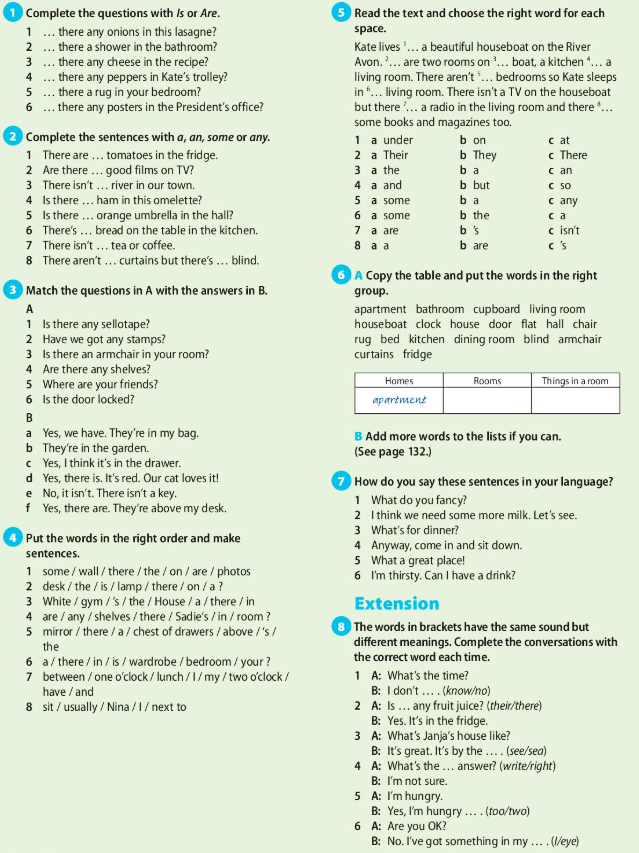 1 Complete the questions with Is or Are.
1 … there any onions in this lasagne?
2 … there a shower in the bathroom?
3 … there any cheese in the recipe?
4 … there any peppers in Kate's trolley?
5 … there a rug in your bedroom?
6 … there any posters in the President's office?
2 Complete the sentences with a, an, some or any.
1 There are … tomatoes in the fridge.
2 Are there … good films on TV?
3 There isn't … river in our town.
4 Is there … ham in this omelette?
5 Is there … orange umbrella in the hall?
6 There's … bread on the table in the kitchen.
7 There isn't … tea or coffee.
8 There aren't … curtains but there's … blind.
3 Match the questions in A with the answers in B.
A
1 Is there any sellotape?
2 Have we got any stamps?
3 Is there an armchair in your room?
4 Are there any shelves?
5 Where are your friends?
6 Is the door locked?
B
a Yes, we have. They're in my bag.
b They're in the garden.
c Yes, I think it's in the drawer.
d Yes, there is. It's red. Our cat loves it!
e No, it isn't. There isn't a key.
f Yes, there are. They're above my desk.
4 Put the words in the right order and make
sentences.
1 some / wall / there / the / on / are / photos
2 desk / the / is / lamp / there / on / a ?
3 White / gym / 's / the / House / a / there / in
4 are / any / shelves / there / Sadie's / in / room ?
5 mirror / there / a / chest of drawers / above / 's /
the
6 a / there / in / is / wardrobe / bedroom / your ?
7 between / one o'clock / lunch / I / my / two o'clock /
have / and
8 sit / usually / Nina / I / next to
5 Read the text and choose the right word for each
space.
Kate lives 1… a beautiful houseboat on the River
Avon. 2… are two rooms on 3… boat, a kitchen 4… a
living room. There aren't 5… bedrooms so Kate sleeps
in 6… living room. There isn't a TV on the houseboat
but there 7… a radio in the living room and there 8…
some books and magazines too.
1 a under b on c at
2 a Their b They c There
3 a the b a c an
4 a and b but c so
5 a some b a c any
6 a some b the c a
7 a are b 's c isn't
8 a a b are c 's
6 A Copy the table and put the words in the right
group.
apartment bathroom cupboard living room
houseboat clock house door flat hall chair
rug bed kitchen dining room blind armchair
curtains fridge
Homes Rooms Things in a room
apartment
B Add more words to the lists if you can.
(See page 132.)
7 How do you say these sentences in your language?
1 What do you fancy?
2 I think we need some more milk. Let's see.
3 What's for dinner?
4 Anyway, come in and sit down.
5 What a great place!
6 I'm thirsty. Can I have a drink?
Extension
8 The words in brackets have the same sound but
different meanings. Complete the conversations with
the correct word each time.
1 A: What's the time?
B: I don't … . (know/no)
2 A: Is … any fruit juice? (their/there)
B: Yes. It's in the fridge.
3 A: What's Janja's house like?
B: It's great. It's by the … . (see/sea)
4 A: What's the … answer? (write/right)
B: I'm not sure.
5 A: I'm hungry.
B: Yes, I'm hungry … . (too/two)
6 A: Are you OK?
B: No. I've got something in my … . (I/eye)